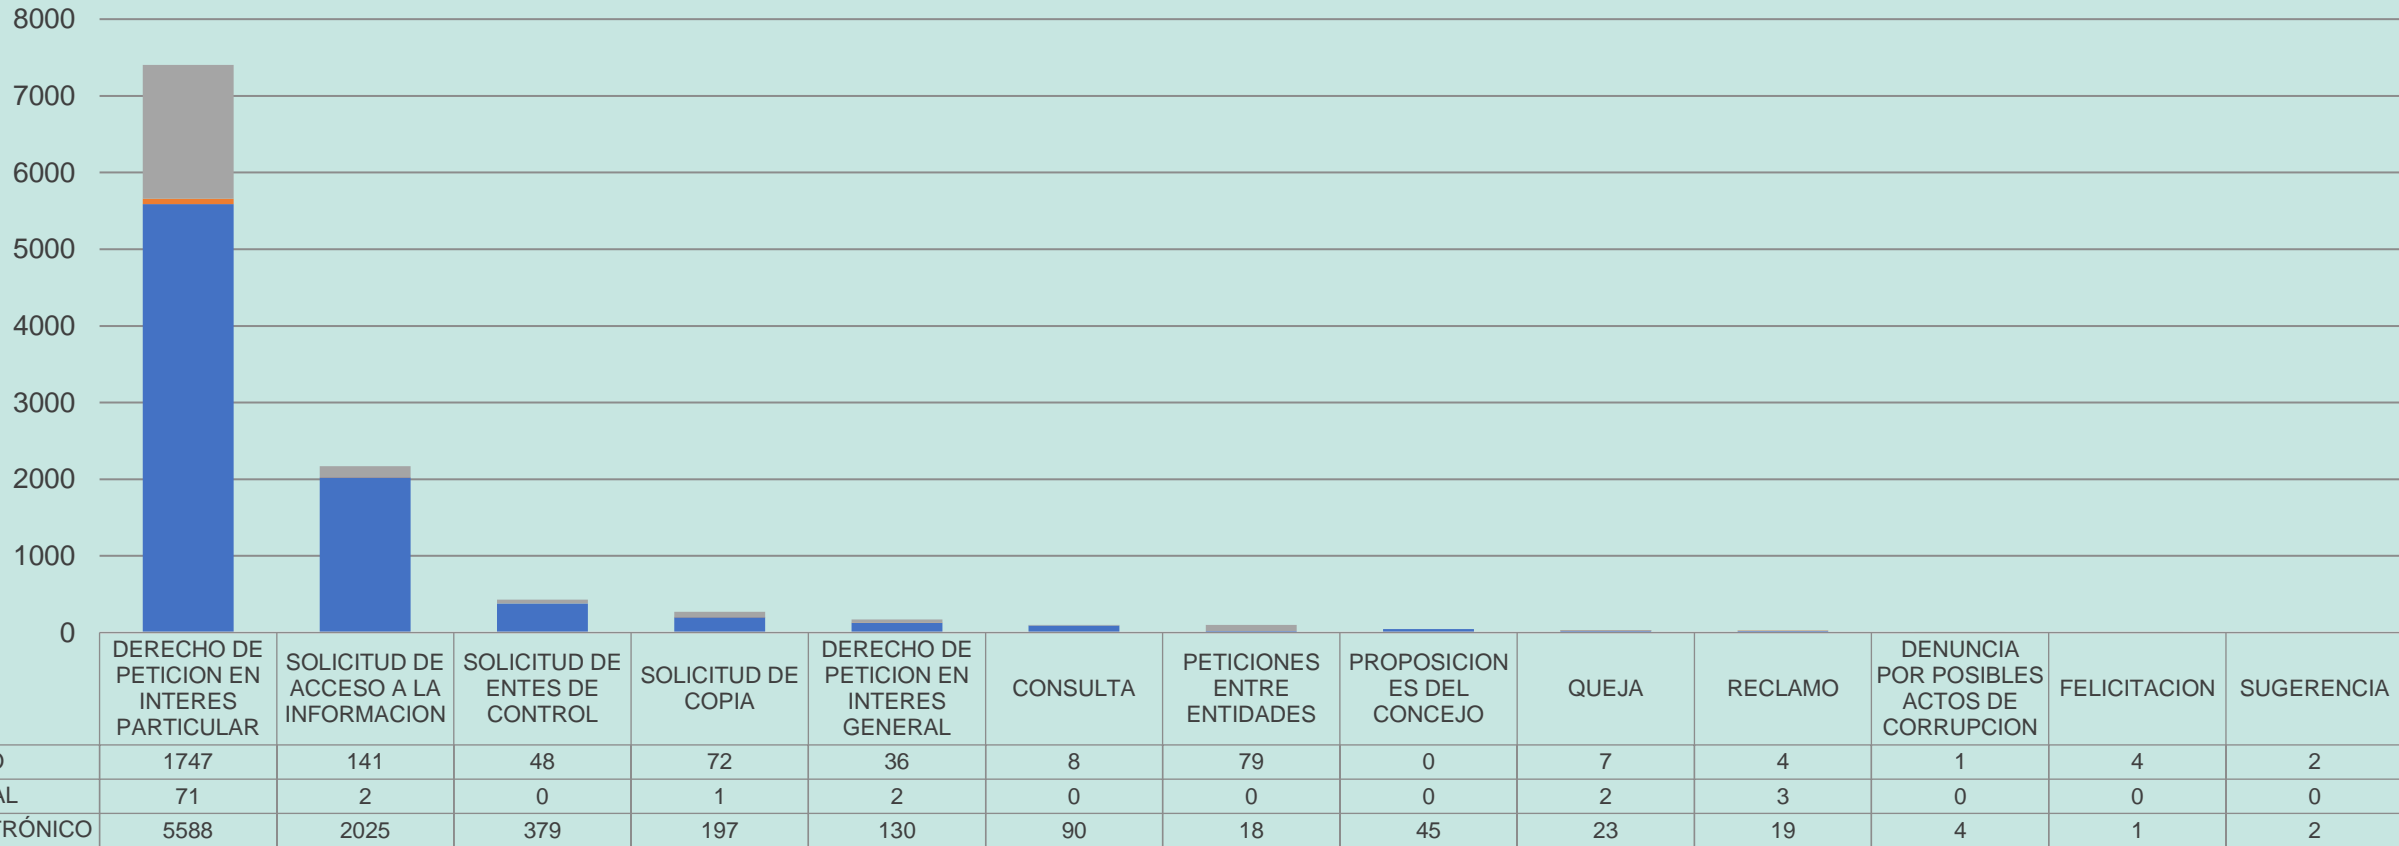 8000
7000
6000
5000
4000
3000
2000
1000
0
DERECHO DE
PETICION EN
INTERES
PARTICULAR
SOLICITUD DE
ACCESO A LA
INFORMACION
SOLICITUD DE
ENTES DE
CONTROL
SOLICITUD DE
COPIA
DERECHO DE
PETICION EN
INTERES
GENERAL
CONSULTA
PETICIONES
ENTRE
ENTIDADES
PROPOSICION
ES DEL
CONCEJO
QUEJA
RECLAMO
DENUNCIA
POR POSIBLES
ACTOS DE
CORRUPCION
FELICITACION
SUGERENCIA
1747 141 48 72 36 8 79 0 7 4 1 4 2
AL 71 2 0 1 2 0 0 0 2 3 0 0 0
TRÓNICO 5588 2025 379 197 130 90 18 45 23 19 4 1 2